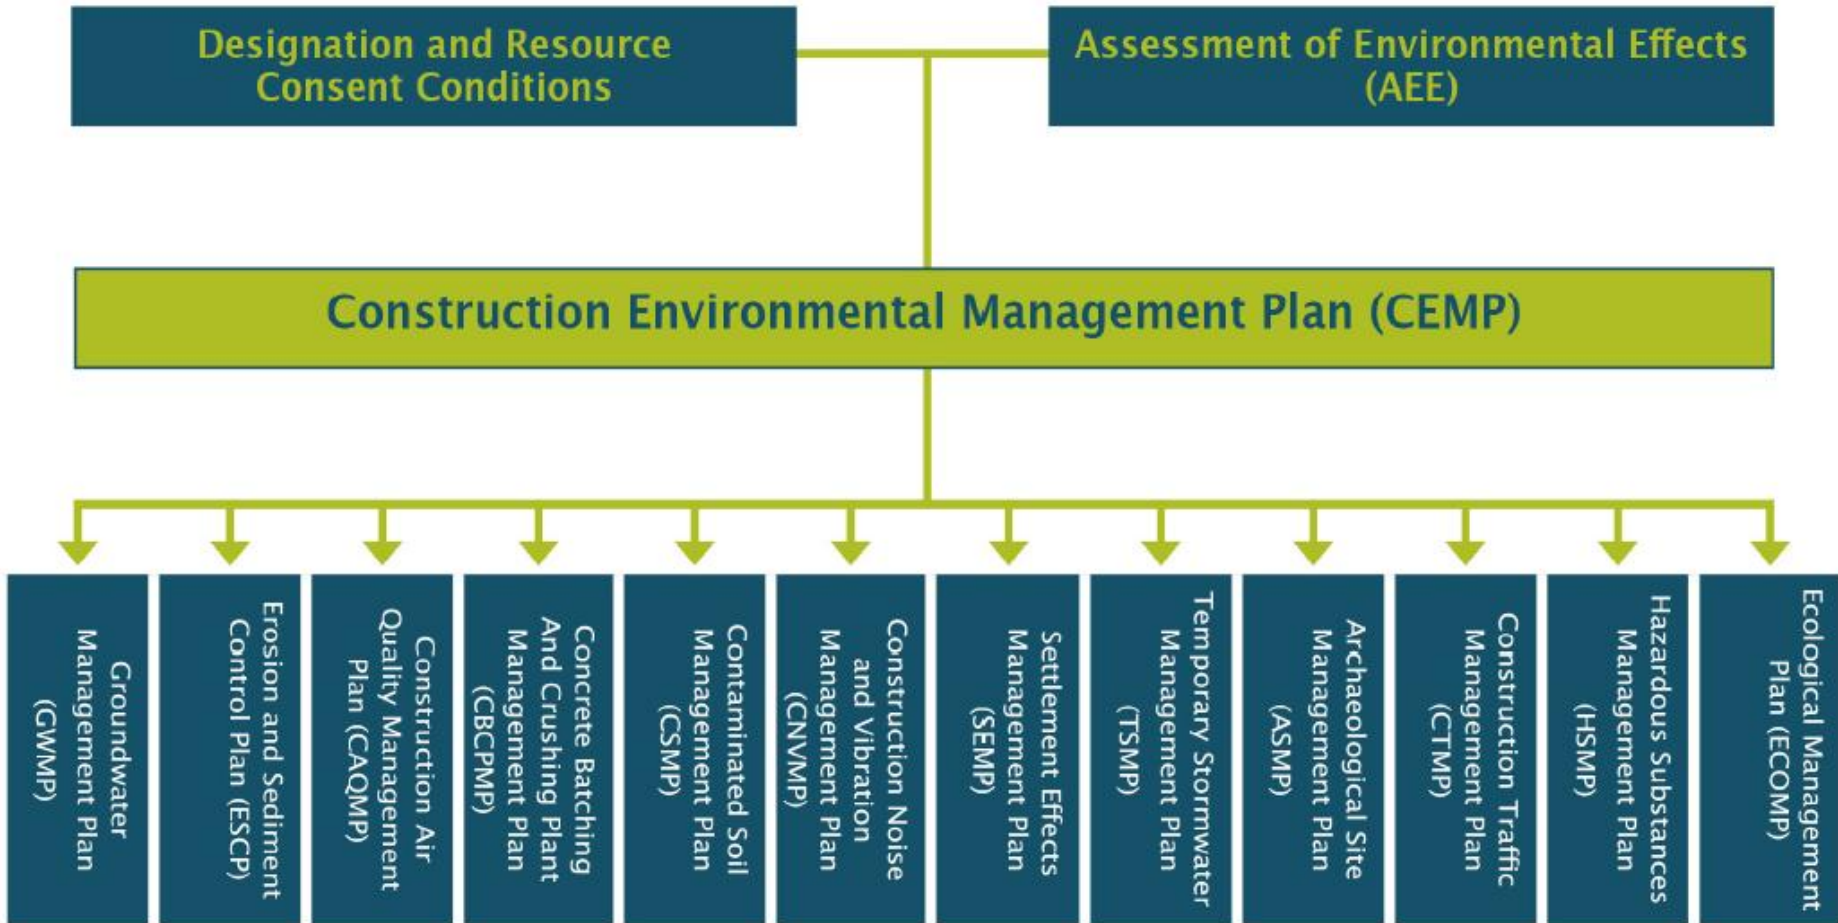 Designation and Resource
Consent Conditions
Assessment of Environmental Effects
(AEE)
Construction Environmental Management Plan (CEMP)
Groundwater
Management Plan
(GWMP)
Erosion and Sediment
Control Plan (ESCP)
Construction Air
Quality Management
Plan (CAQMP)
Concrete Batching
And Crushing Plant
Management Plan
(CBCPMP)
Contaminated Soil
Management Plan
(CSMP)
Construction Noise
and Vibration
Management Plan
(CNVMP)
Settlement Effects
Management Plan
(SEMP)
Temporary Stormwater
Management Plan
(TSMP)
Archaeological Site
Management Plan
(ASMP)
Construction Traffic
Management Plan
(CTMP)
Hazardous Substances
Management Plan
(HSMP)
Ecological Management
Plan (ECOMP)